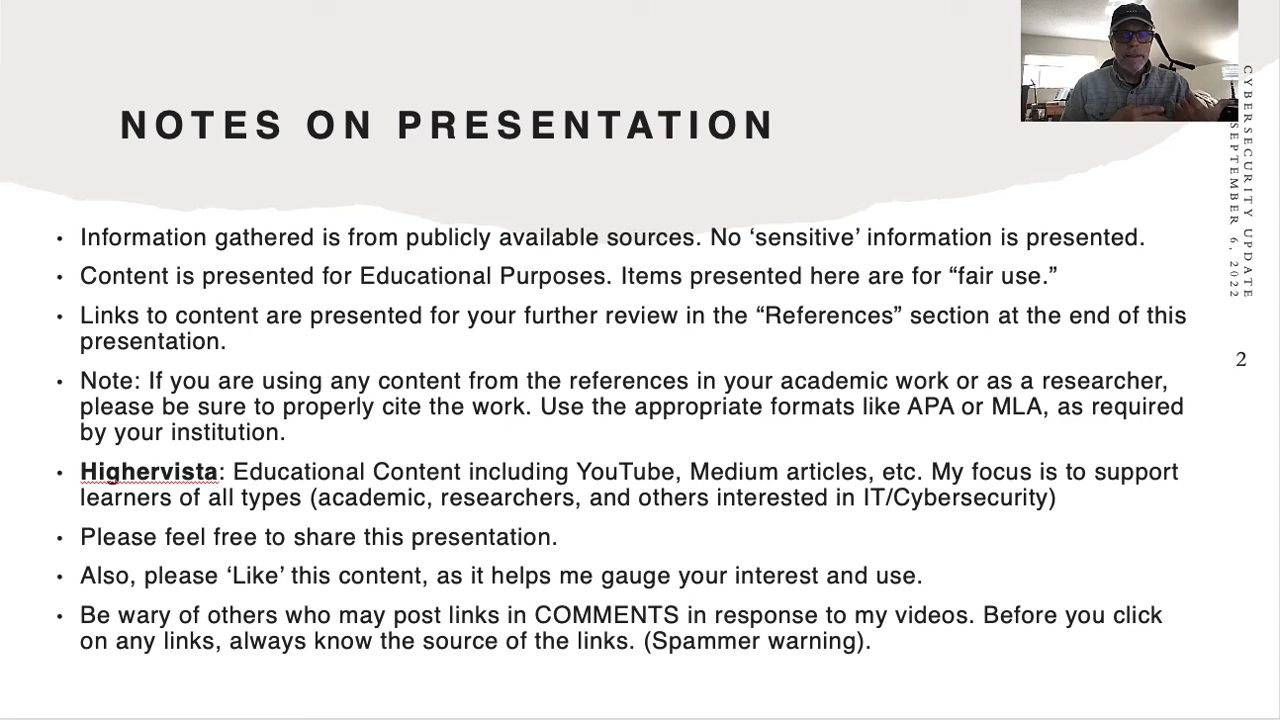 NOTES ON PRESENTATION
CYBERSECURITY UPDATE
SEPTEMBER 6, 2022
2
• Information gathered is from publicly available sources. No ‘sensitive’ information is presented.
• Content is presented for Educational Purposes. Items presented here are for “fair use.”
• Links to content are presented for your further review in the “References” section at the end of this
presentation.
• Note: If you are using any content from the references in your academic work or as a researcher,
please be sure to properly cite the work. Use the appropriate formats like APA or MLA, as required
by your institution.
• Highervista: Educational Content including YouTube, Medium articles, etc. My focus is to support
learners of all types (academic, researchers, and others interested in IT/Cybersecurity)
• Please feel free to share this presentation.
• Also, please ‘Like’ this content, as it helps me gauge your interest and use.
• Be wary of others who may post links in COMMENTS in response to my videos. Before you click
on any links, always know the source of the links. (Spammer warning).